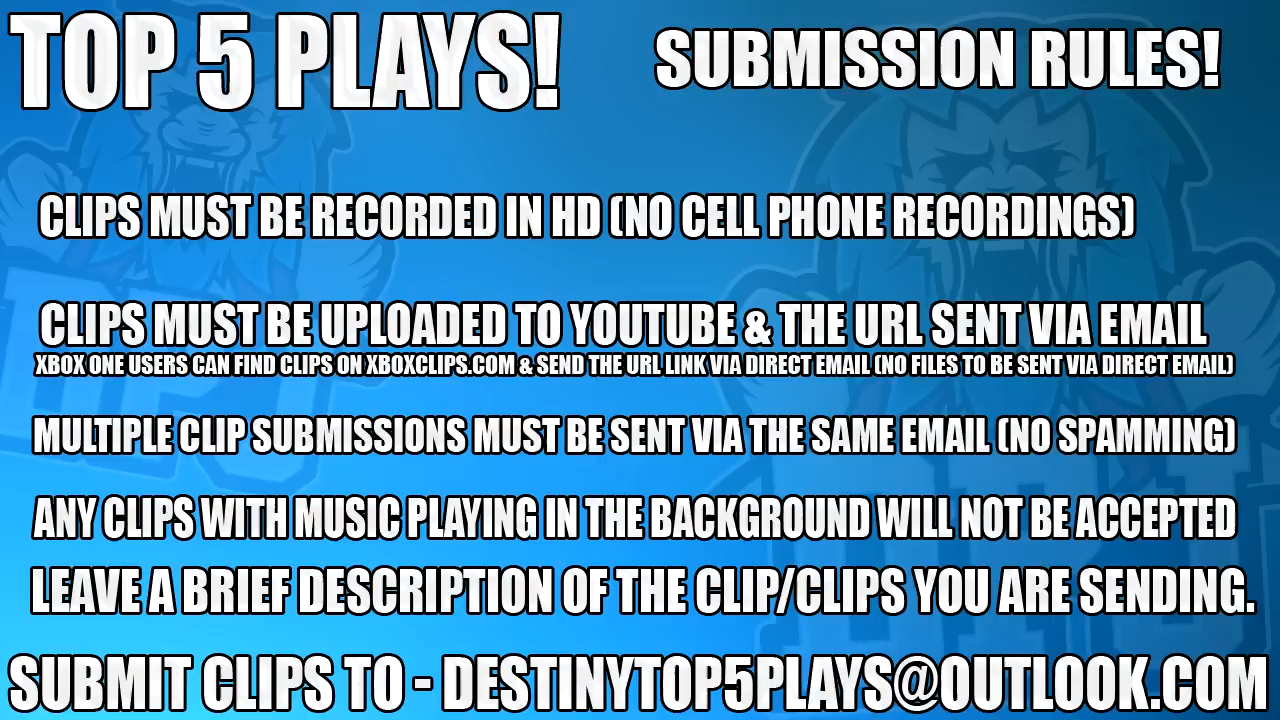 TOP 5 PLAYS!
SUBMISSION RULES!
CLIPS MUST BE RECORDED IN HD (NO CELL PHONE RECORDINGS)
CLIPS MUST BE UPLOADED TO YOUTUBE & THE URL SENT VIA EMAIL
XBOX ONE USERS CAN FIND CLIPS ON XBOXCLIPS.COM & SEND THE URL LINK VIA DIRECT EMAIL (NO FILES TO BE SENT VIA DIRECT EMAIL)
MULTIPLE CLIP SUBMISSIONS MUST BE SENT VIA THE SAME EMAIL (NO SPAMMING)
ANY CLIPS WITH MUSIC PLAYING IN THE BACKGROUND WILL NOT BE ACCEPTED
LEAVE A BRIEF DESCRIPTION OF THE CLIP/CLIPS YOU ARE SENDING.
SUBMIT CLIPS TO - DESTINYTOP5PLAYS@OUTLOOK.COM